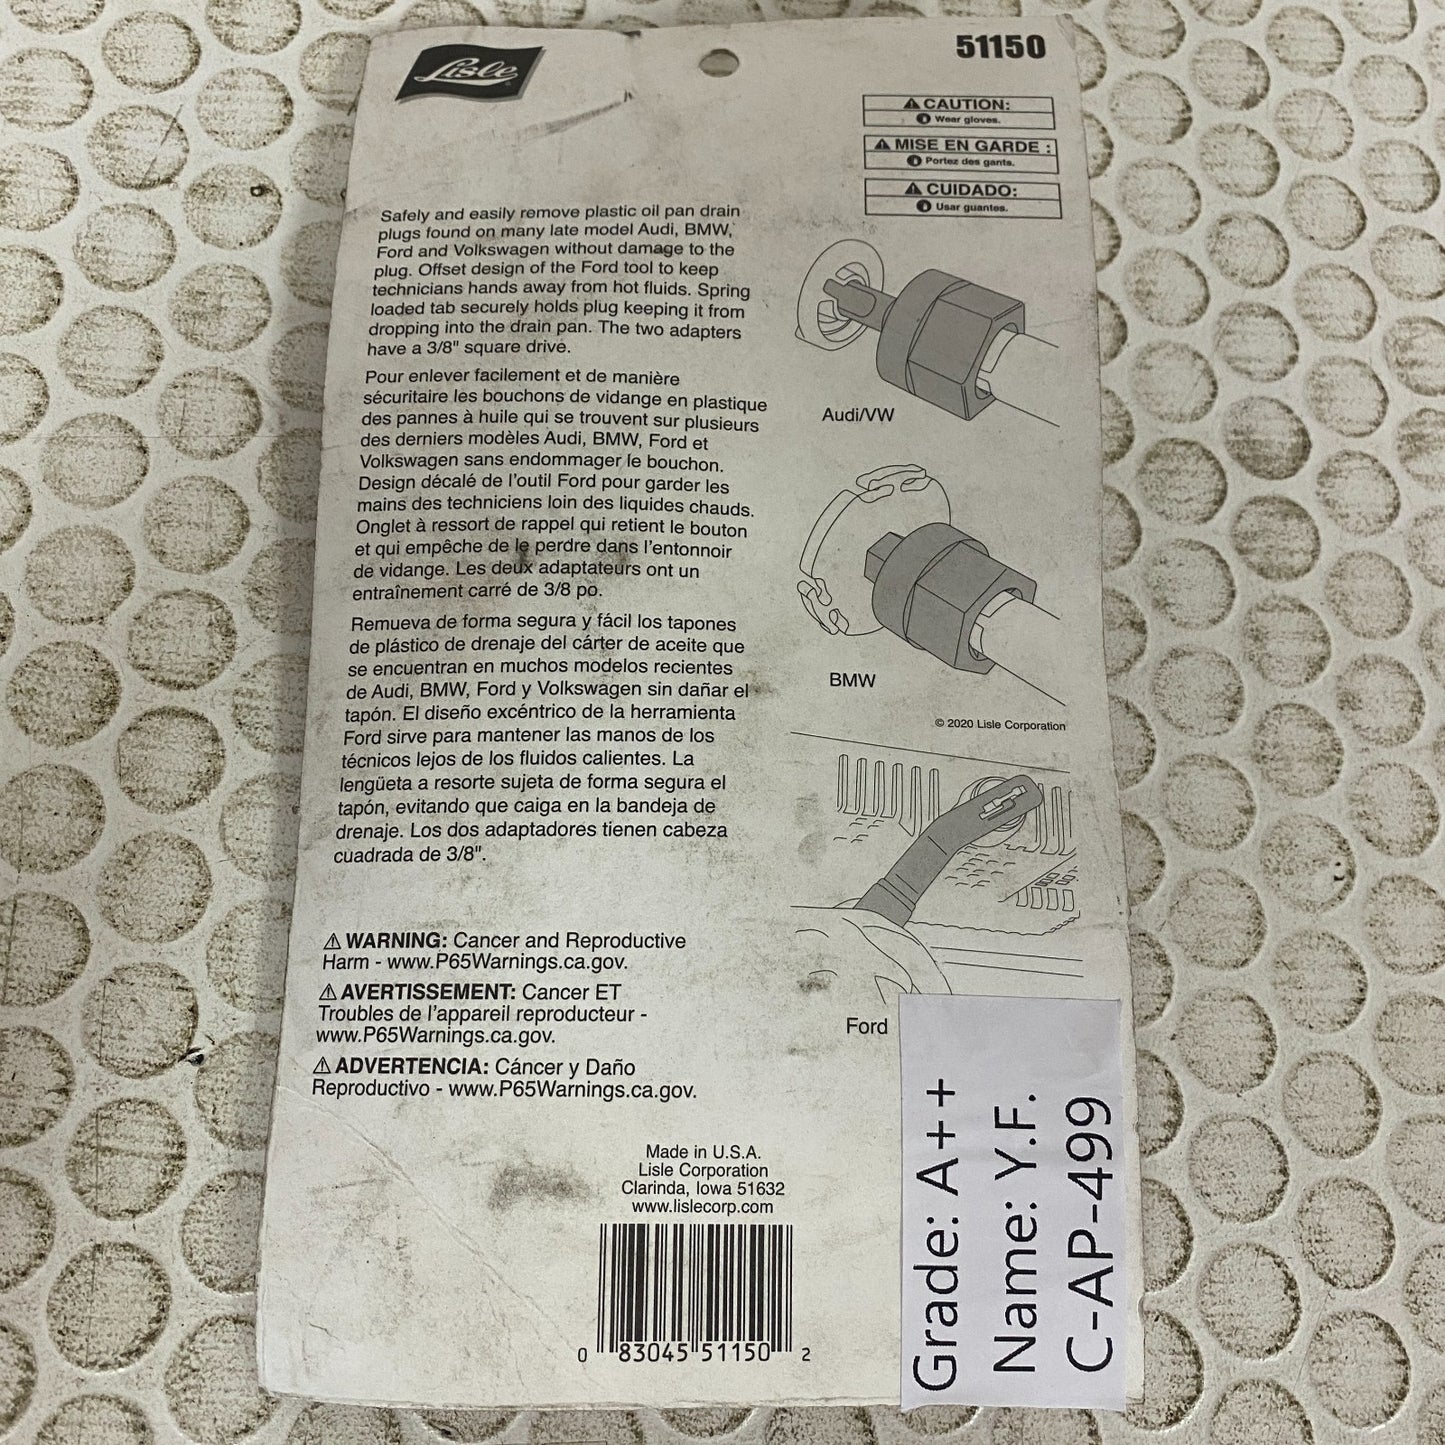 Lisle
51150
CAUTION:
Wear gloves.
MISE EN GARDE :
Portez des gants.
CUIDADO:
Usar guantes.
Safely and easily remove plastic oil pan drain
plugs found on many late model Audi, BMW,
Ford and Volkswagen without damage to the
plug. Offset design of the Ford tool to keep
technicians hands away from hot fluids. Spring
loaded tab securely holds plug keeping it from
dropping into the drain pan. The two adapters
have a 3/8" square drive.
Pour enlever facilement et de manière
sécuritaire les bouchons de vidange en plastique
des pannes à huile qui se trouvent sur plusieurs
des derniers modèles Audi, BMW, Ford et
Volkswagen sans endommager le bouchon.
Design décalé de l'outil Ford pour garder les
mains des techniciens loin des liquides chauds.
Onglet à ressort de rappel qui retient le bouton
et qui empêche de le perdre dans l'entonnoir
de vidange. Les deux adaptateurs ont un
entraînement carré de 3/8 po.
Remueva de forma segura y fácil los tapones
de plástico de drenaje del cárter de aceite que
se encuentran en muchos modelos recientes
de Audi, BMW, Ford y Volkswagen sin dañar el
tapón. El diseño excéntrico de la herramienta
Ford sirve para mantener las manos de los
técnicos lejos de los fluidos calientes. La
lengüeta a resorte sujeta de forma segura el
tapón, evitando que caiga en la bandeja de
drenaje. Los dos adaptadores tienen cabeza
cuadrada de 3/8".
Audi/VW
BMW
© 2020 Lisle Corporation
Ford
⚠ WARNING: Cancer and Reproductive
Harm - www.P65Warnings.ca.gov.
⚠ AVERTISSEMENT: Cancer ET
Troubles de l'appareil reproducteur -
www.P65Warnings.ca.gov.
⚠ ADVERTENCIA: Cáncer y Daño
Reproductivo - www.P65Warnings.ca.gov.
Made in U.S.A.
Lisle Corporation
Clarinda, Iowa 51632
www.lislecorp.com
0 83045 51150 2
Grade: A++
Name: Y.F.
C-AP-499